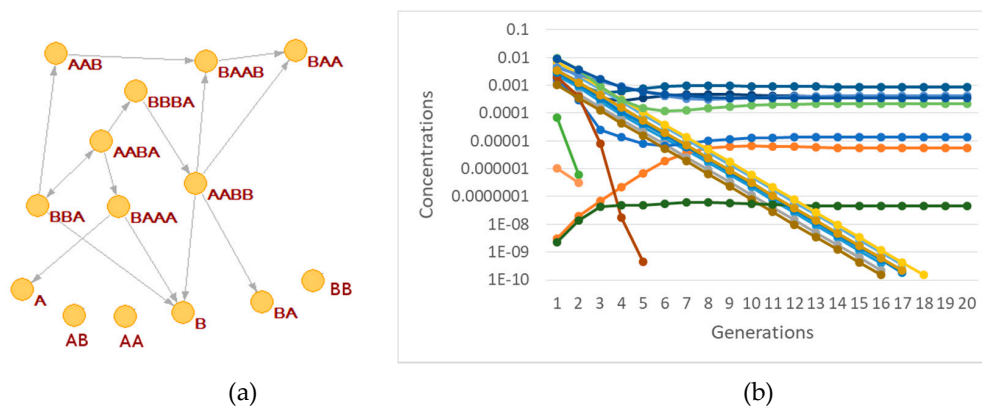 AAB
BAAB
BAA
BBBA
AABA
AABB
BBA
BAAA
A
AB
AA
B
BA
BB
(a)
Concentrations
0.1
0.01
0.001
0.0001
0.00001
0.000001
0.0000001
1E-08
1E-09
1E-10
1 2 3 4 5 6 7 8 9 10 11 12 13 14 15 16 17 18 19 20
Generations
(b)